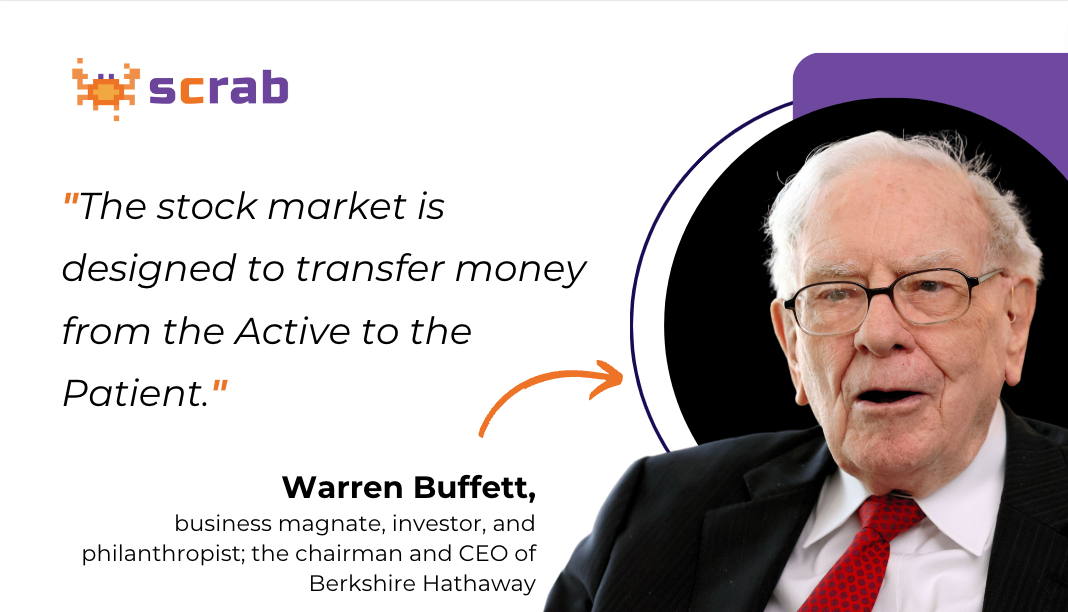 scrab
"The stock market is
designed to transfer money
from the Active to the
Patient."
Warren Buffett,
business magnate, investor, and
philanthropist; the chairman and CEO of
Berkshire Hathaway